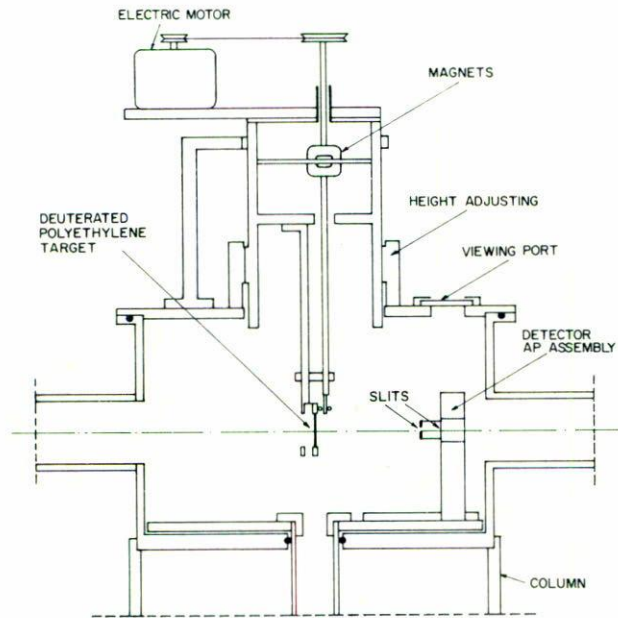 ELECTRIC MOTOR
MAGNETS
DEUTERATED
POLYETHYLENE
TARGET
HEIGHT ADJUSTING
VIEWING PORT
DETECTOR
AP ASSEMBLY
SLITS
COLUMN